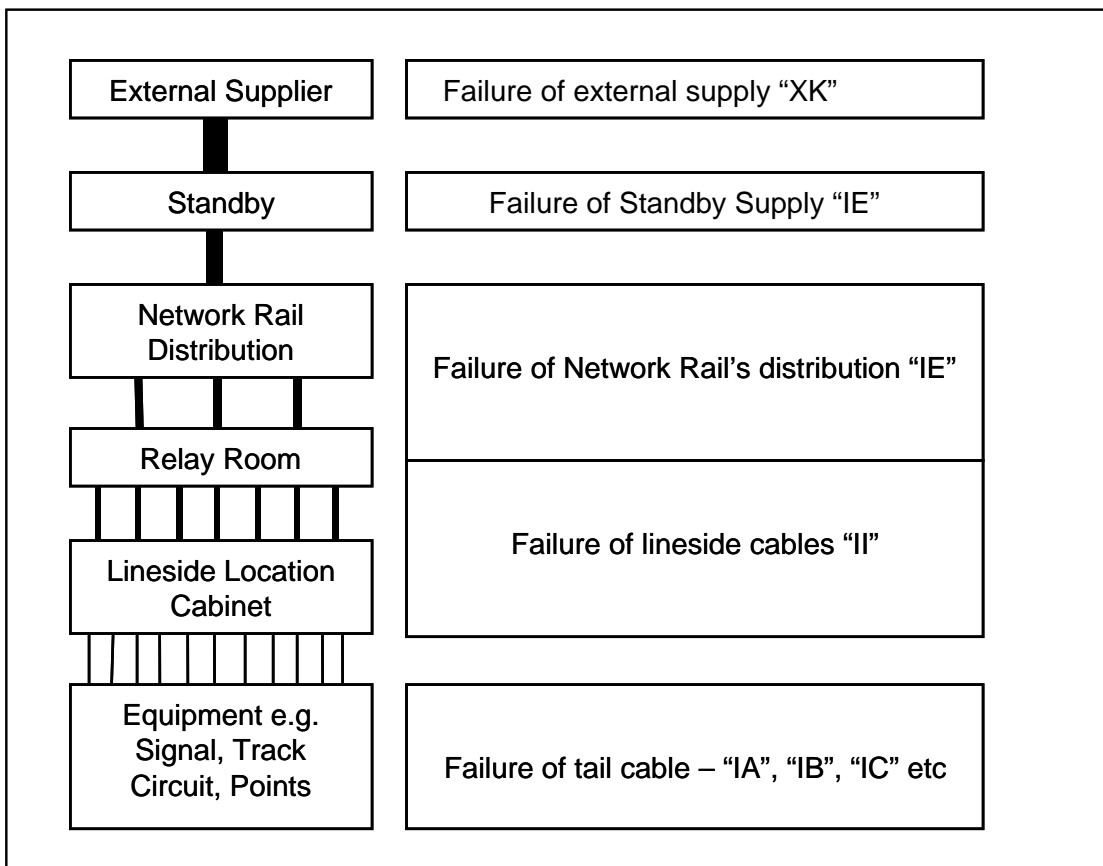 External Supplier
Failure of external supply “XK”
Standby
Failure of Standby Supply “IE”
Network Rail
Distribution
Failure of Network Rail’s distribution “IE”
Relay Room
Failure of lineside cables “II”
Lineside Location
Cabinet
Equipment e.g.
Signal, Track
Circuit, Points
Failure of tail cable – “IA”, “IB”, “IC” etc